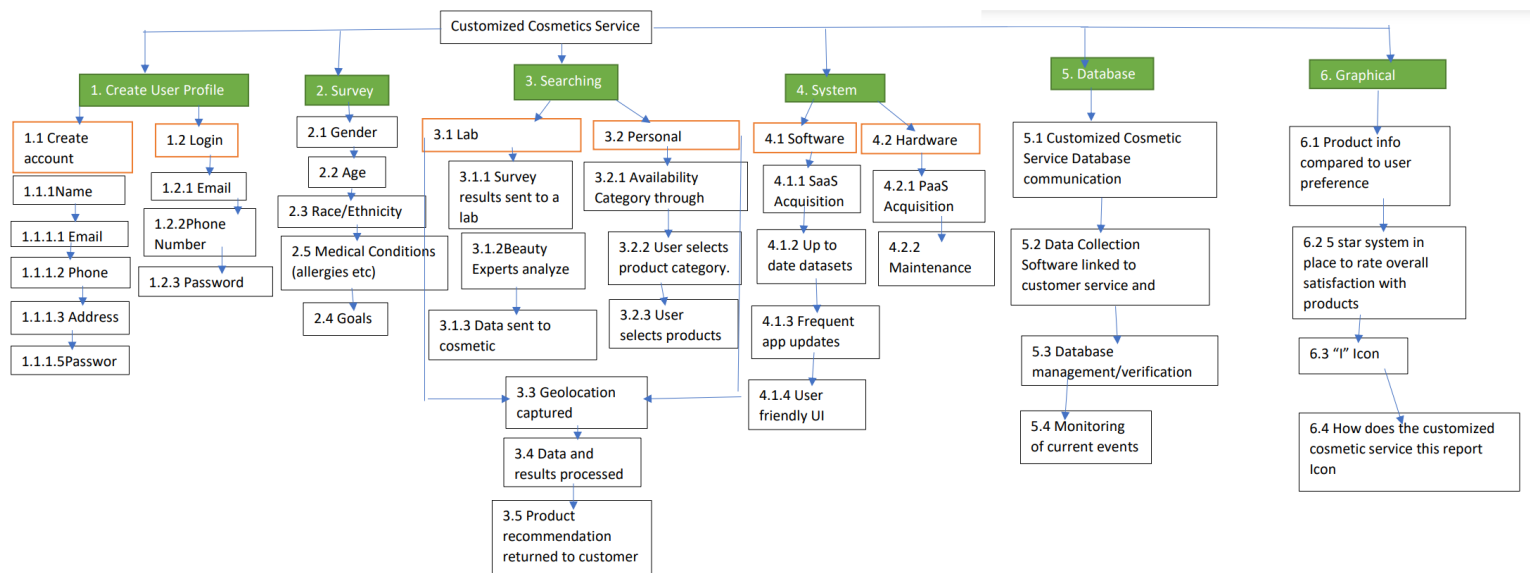 Customized Cosmetics Service
1. Create User Profile
1.1 Create
account
1.1.1Name
1.1.1.1 Email
1.1.1.2 Phone
1.1.1.3 Address
1.1.1.5Passwor
1.2 Login
1.2.1 Email
1.2.2Phone
Number
1.2.3 Password
2. Survey
2.1 Gender
2.2 Age
2.3 Race/Ethnicity
2.5 Medical Conditions
(allergies etc)
2.4 Goals
3. Searching
3.1 Lab
3.1.1 Survey
results sent to a
lab
3.1.2Beauty
Experts analyze
3.1.3 Data sent to
cosmetic
3.2 Personal
3.2.1 Availability
Category through
3.2.2 User selects
product category.
3.2.3 User
selects products
3.3 Geolocation
captured
3.4 Data and
results processed
3.5 Product
recommendation
returned to customer
4. System
4.1 Software
4.1.1 SaaS
Acquisition
4.1.2 Up to
date datasets
4.1.3 Frequent
app updates
4.1.4 User
friendly UI
4.2 Hardware
4.2.1 PaaS
Acquisition
4.2.2
Maintenance
5. Database
5.1 Customized Cosmetic
Service Database
communication
5.2 Data Collection
Software linked to
customer service and
5.3 Database
management/verification
5.4 Monitoring
of current events
6. Graphical
6.1 Product info
compared to user
preference
6.2 5 star system in
place to rate overall
satisfaction with
products
6.3 “I” Icon
6.4 How does the customized
cosmetic service this report
Icon